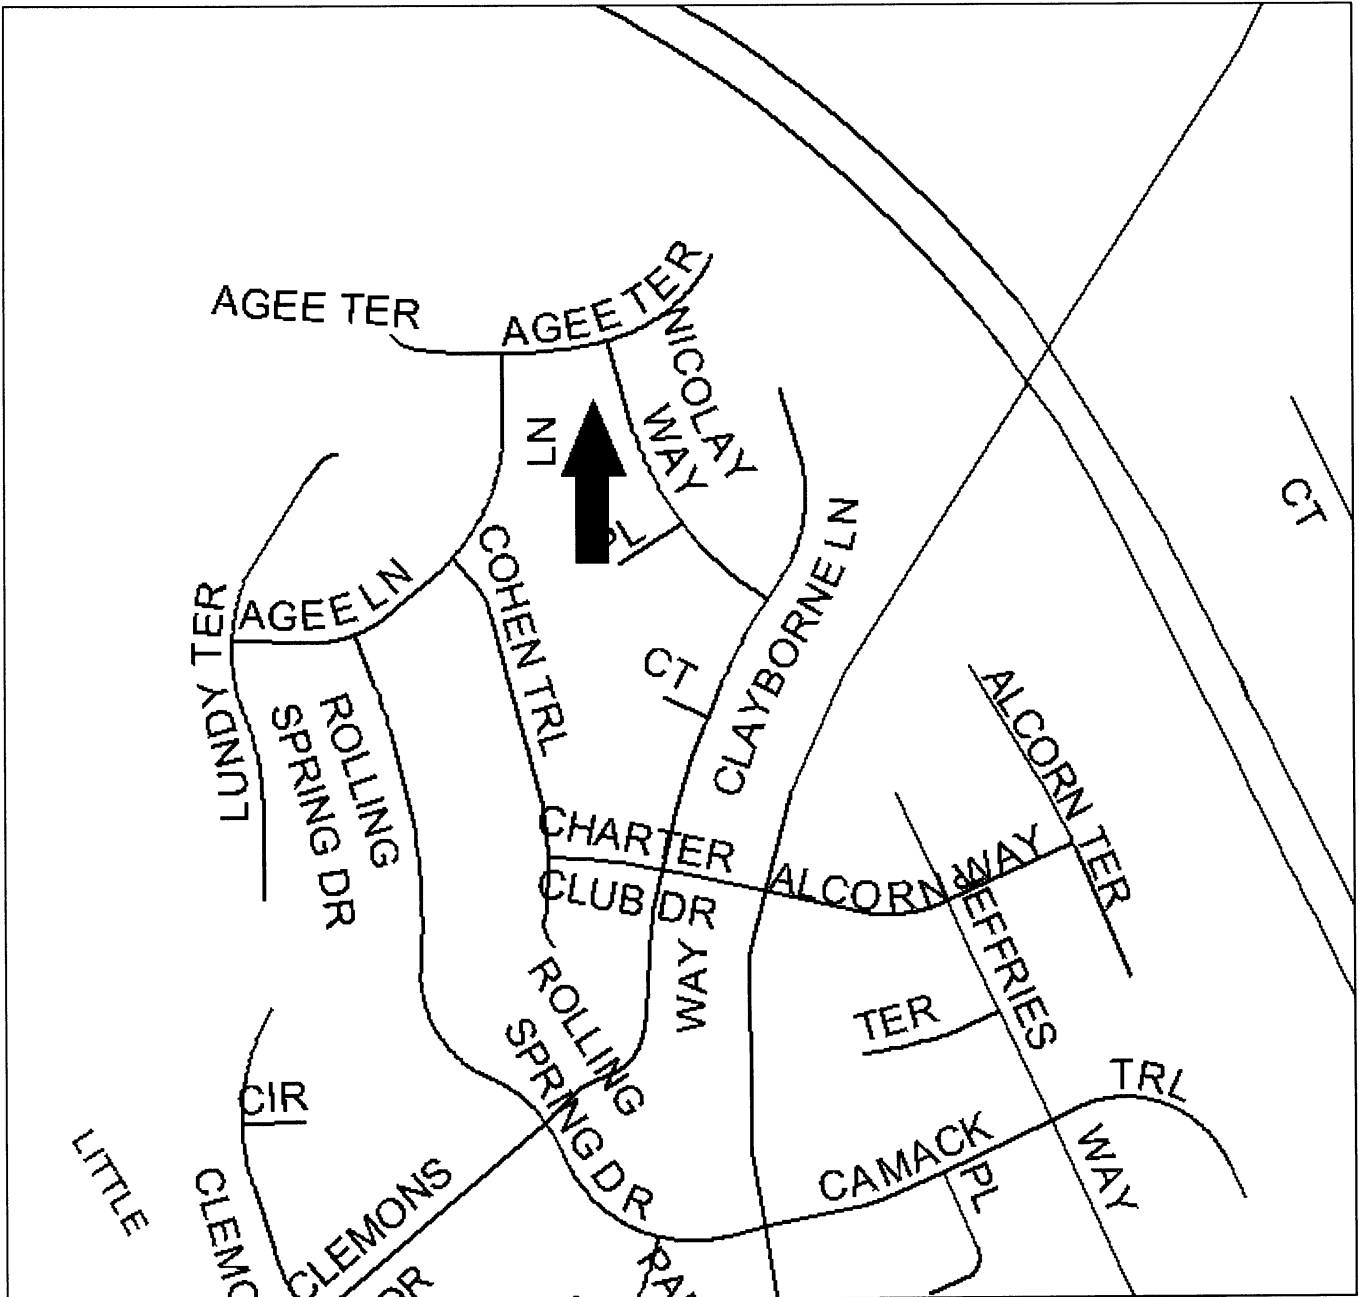 AGEE TER
AGEE TER
NICOLAY
WAY
LN
CT
PL
COHEN TRL
CLAYBORNE LN
AGEE LN
LUNDY TER
CT
ROLLING
SPRING DR
ALCORN TER
CHARTER
CLUB DR
ALCORN WAY
JEFFRIES
WAY
ROLLING
SPRING DR
TER
TRL
CIR
CAMACK
WAY
PL
LITTLE
CLEMONS
CLEMO
DR